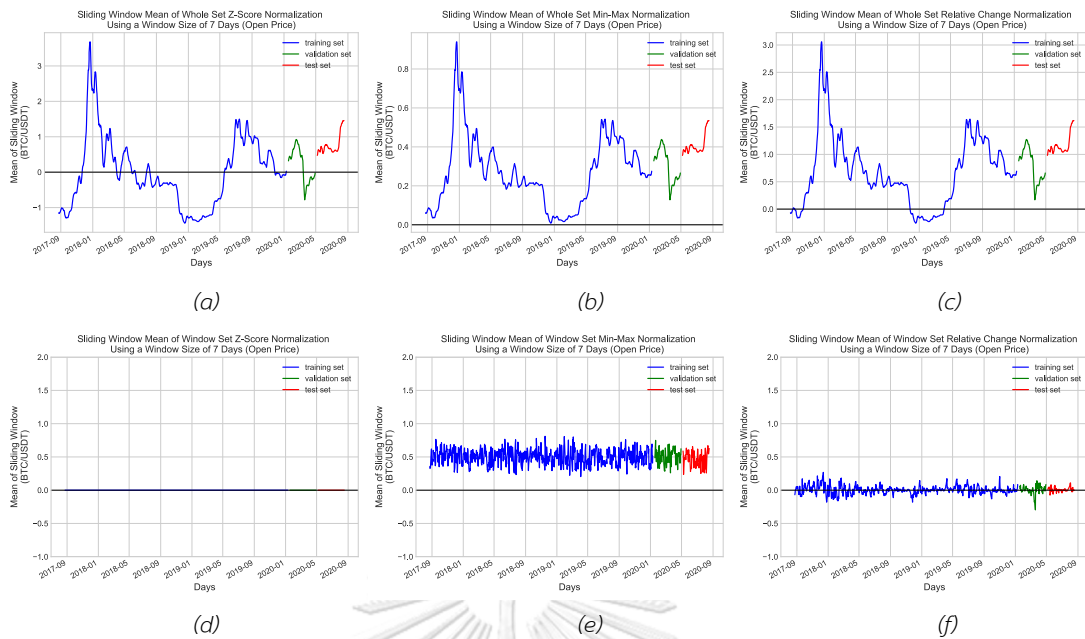 Sliding Window Mean of Whole Set Z-Score Normalization
Using a Window Size of 7 Days (Open Price)
training set
validation set
test set
Mean of Sliding Window
(BTC/USDT)
3
2
1
0
−1
2017-09
2018-01
2018-05
2018-09
2019-01
2019-05
2019-09
2020-01
2020-05
2020-09
Days
(a)
Sliding Window Mean of Whole Set Min-Max Normalization
Using a Window Size of 7 Days (Open Price)
training set
validation set
test set
Mean of Sliding Window
(BTC/USDT)
0.8
0.6
0.4
0.2
0.0
2017-09
2018-01
2018-05
2018-09
2019-01
2019-05
2019-09
2020-01
2020-05
2020-09
Days
(b)
Sliding Window Mean of Whole Set Relative Change Normalization
Using a Window Size of 7 Days (Open Price)
training set
validation set
test set
Mean of Sliding Window
(BTC/USDT)
3.0
2.5
2.0
1.5
1.0
0.5
0.0
2017-09
2018-01
2018-05
2018-09
2019-01
2019-05
2019-09
2020-01
2020-05
2020-09
Days
(c)
Sliding Window Mean of Window Set Z-Score Normalization
Using a Window Size of 7 Days (Open Price)
training set
validation set
test set
Mean of Sliding Window
(BTC/USDT)
2.0
1.5
1.0
0.5
0.0
−0.5
−1.0
2017-09
2018-01
2018-05
2018-09
2019-01
2019-05
2019-09
2020-01
2020-05
2020-09
Days
(d)
Sliding Window Mean of Window Set Min-Max Normalization
Using a Window Size of 7 Days (Open Price)
training set
validation set
test set
Mean of Sliding Window
(BTC/USDT)
2.0
1.5
1.0
0.5
0.0
−0.5
−1.0
2017-09
2018-01
2018-05
2018-09
2019-01
2019-05
2019-09
2020-01
2020-05
2020-09
Days
(e)
Sliding Window Mean of Window Set Relative Change Normalization
Using a Window Size of 7 Days (Open Price)
training set
validation set
test set
Mean of Sliding Window
(BTC/USDT)
2.0
1.5
1.0
0.5
0.0
−0.5
−1.0
2017-09
2018-01
2018-05
2018-09
2019-01
2019-05
2019-09
2020-01
2020-05
2020-09
Days
(f)